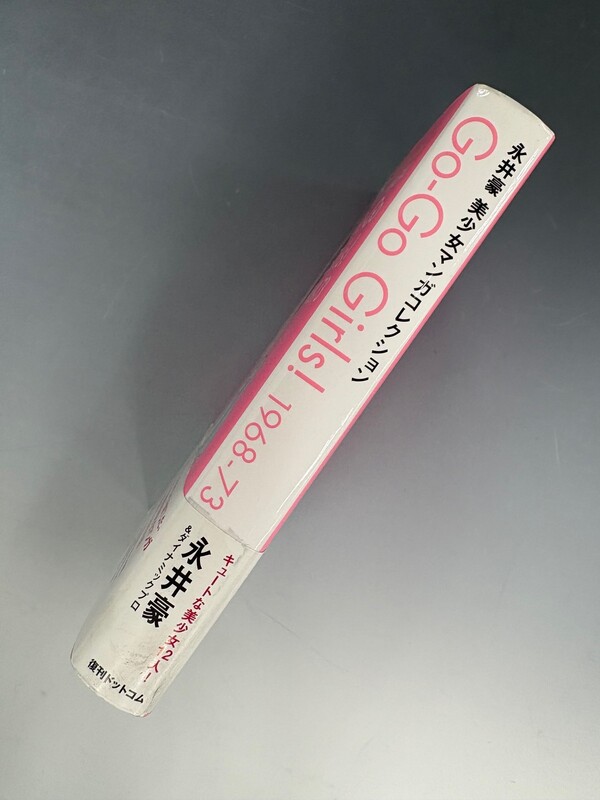 永井豪 美少女マンガコレクション
Go-Go Girls! 1968-73
キュートな美少女12人!
永井豪
&ダイナミックプロ
復刊ドットコム